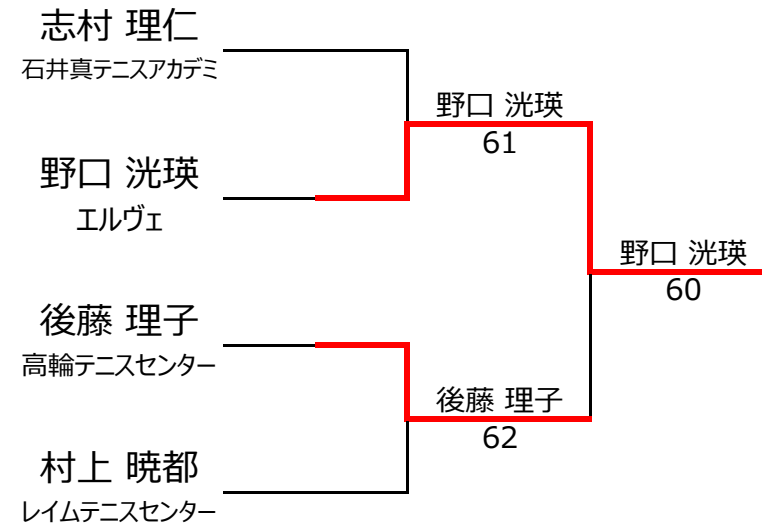 志村 理仁
石井真テニスアカデミ
野口 洸瑛
61
野口 洸瑛
エルヴェ
野口 洸瑛
60
後藤 理子
高輪テニスセンター
後藤 理子
62
村上 暁都
レイムテニスセンター